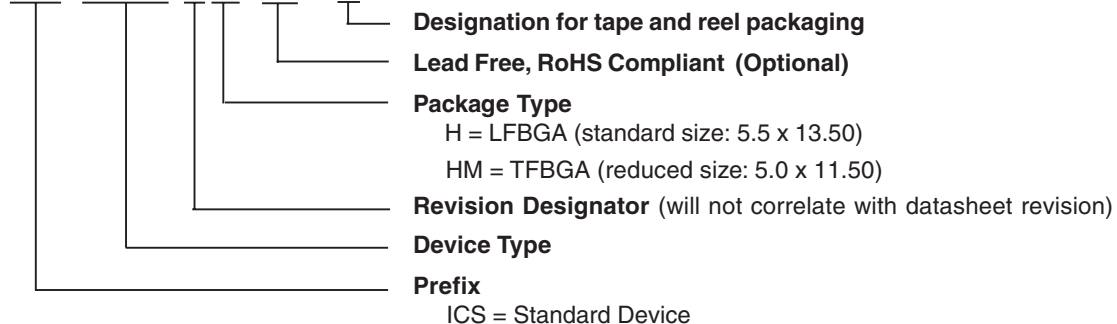 Designation for tape and reel packaging
Lead Free, RoHS Compliant (Optional)
Package Type
H = LFBGA (standard size: 5.5 x 13.50)
HM = TFBGA (reduced size: 5.0 x 11.50)
Revision Designator (will not correlate with datasheet revision)
Device Type
Prefix
ICS = Standard Device